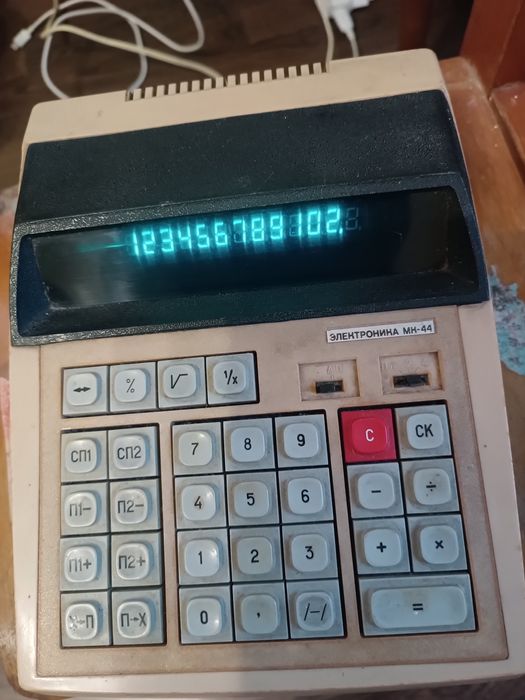 123456789102.
ЭЛЕКТРОНИКА МК-44
↔ % √ 1/x
СП1 СП2 7 8 9 С СК
П1− П2− 4 5 6 − ÷
П1+ П2+ 1 2 3 + ×
→П П→X 0 , /−/ =